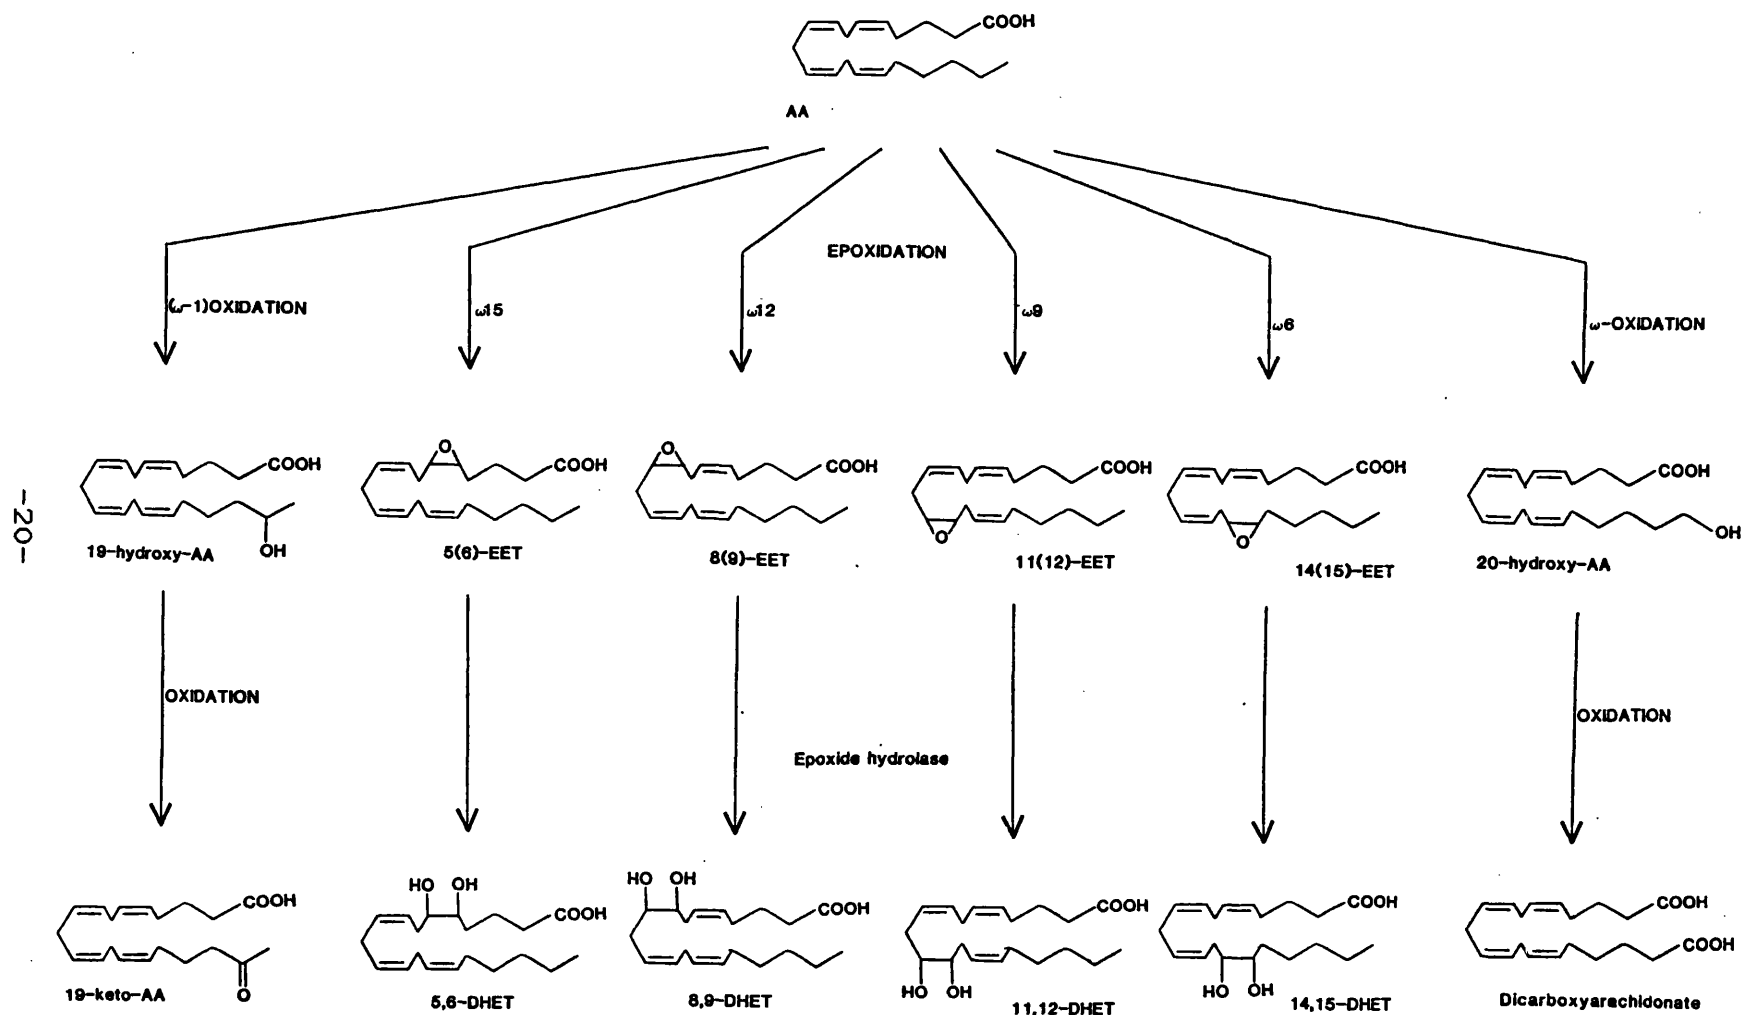 COOH
AA
EPOXIDATION
(ω-1)OXIDATION
ω15
ω12
ω9
ω6
ω-OXIDATION
COOH
OH
19-hydroxy-AA
O
COOH
5(6)-EET
O
COOH
8(9)-EET
COOH
O
11(12)-EET
COOH
O
14(15)-EET
COOH
OH
20-hydroxy-AA
-20-
OXIDATION
Epoxide hydrolase
OXIDATION
COOH
O
19-keto-AA
HO OH
COOH
5,6-DHET
HO OH
COOH
8,9-DHET
COOH
HO OH
11,12-DHET
COOH
HO OH
14,15-DHET
COOH
COOH
Dicarboxyarachidonate